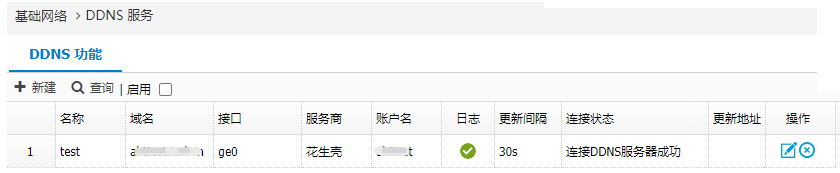 基础网络 > DDNS 服务
DDNS 功能
新建 查询 | 启用
名称 域名 接口 服务商 账户名 日志 更新间隔 连接状态 更新地址 操作
1 test ge0 花生壳 30s 连接DDNS服务器成功